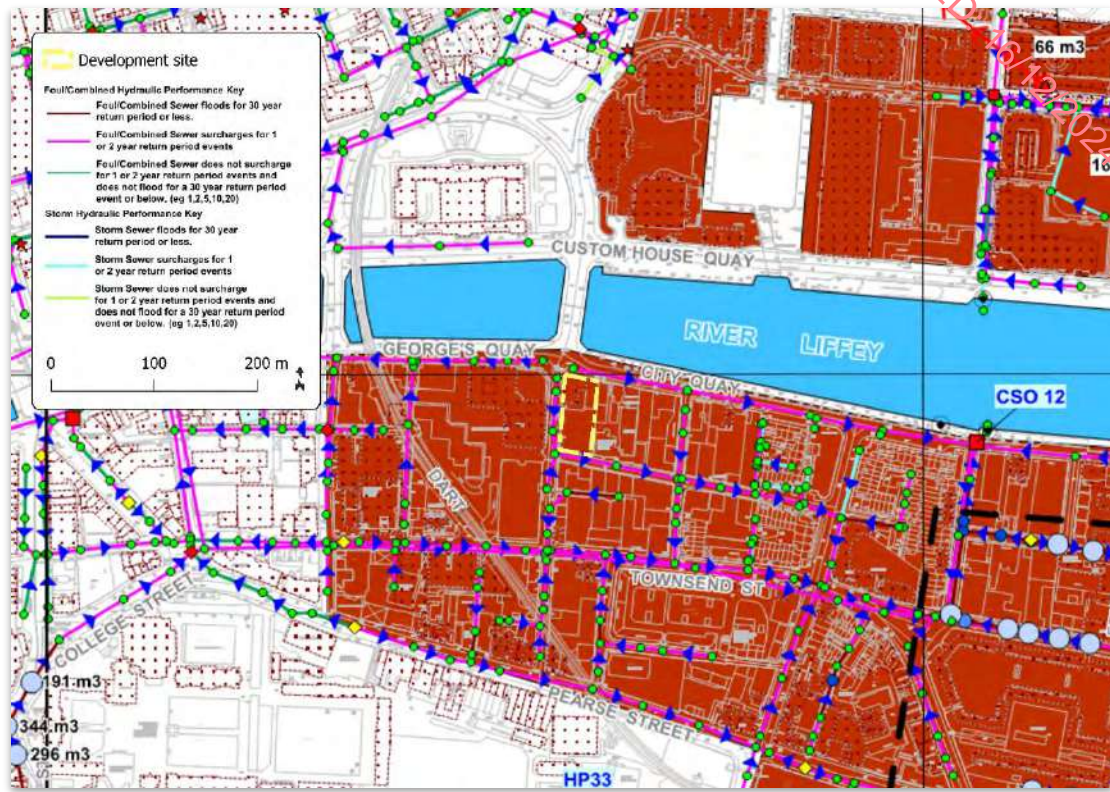 Development site
Foul/Combined Hydraulic Performance Key
Foul/Combined Sewer floods for 30 year
return period or less.
Foul/Combined Sewer surcharges for 1
or 2 year return period events
Foul/Combined Sewer does not surcharge
for 1 or 2 year return period events and
does not flood for a 30 year return period
event or below. (eg 1,2,5,10,20)
Storm Hydraulic Performance Key
Storm Sewer floods for 30 year
return period or less.
Storm Sewer surcharges for 1
or 2 year return period events
Storm Sewer does not surcharge
for 1 or 2 year return period events and
does not flood for a 30 year return period
event or below. (eg 1,2,5,10,20)
0 100 200 m
66 m3
16
CUSTOM HOUSE QUAY
RIVER LIFFEY
GEORGE'S QUAY
CITY QUAY
CSO 12
DART
TOWNSEND ST
COLLEGE STREET
PEARSE STREET
191 m3
344 m3
296 m3
HP33